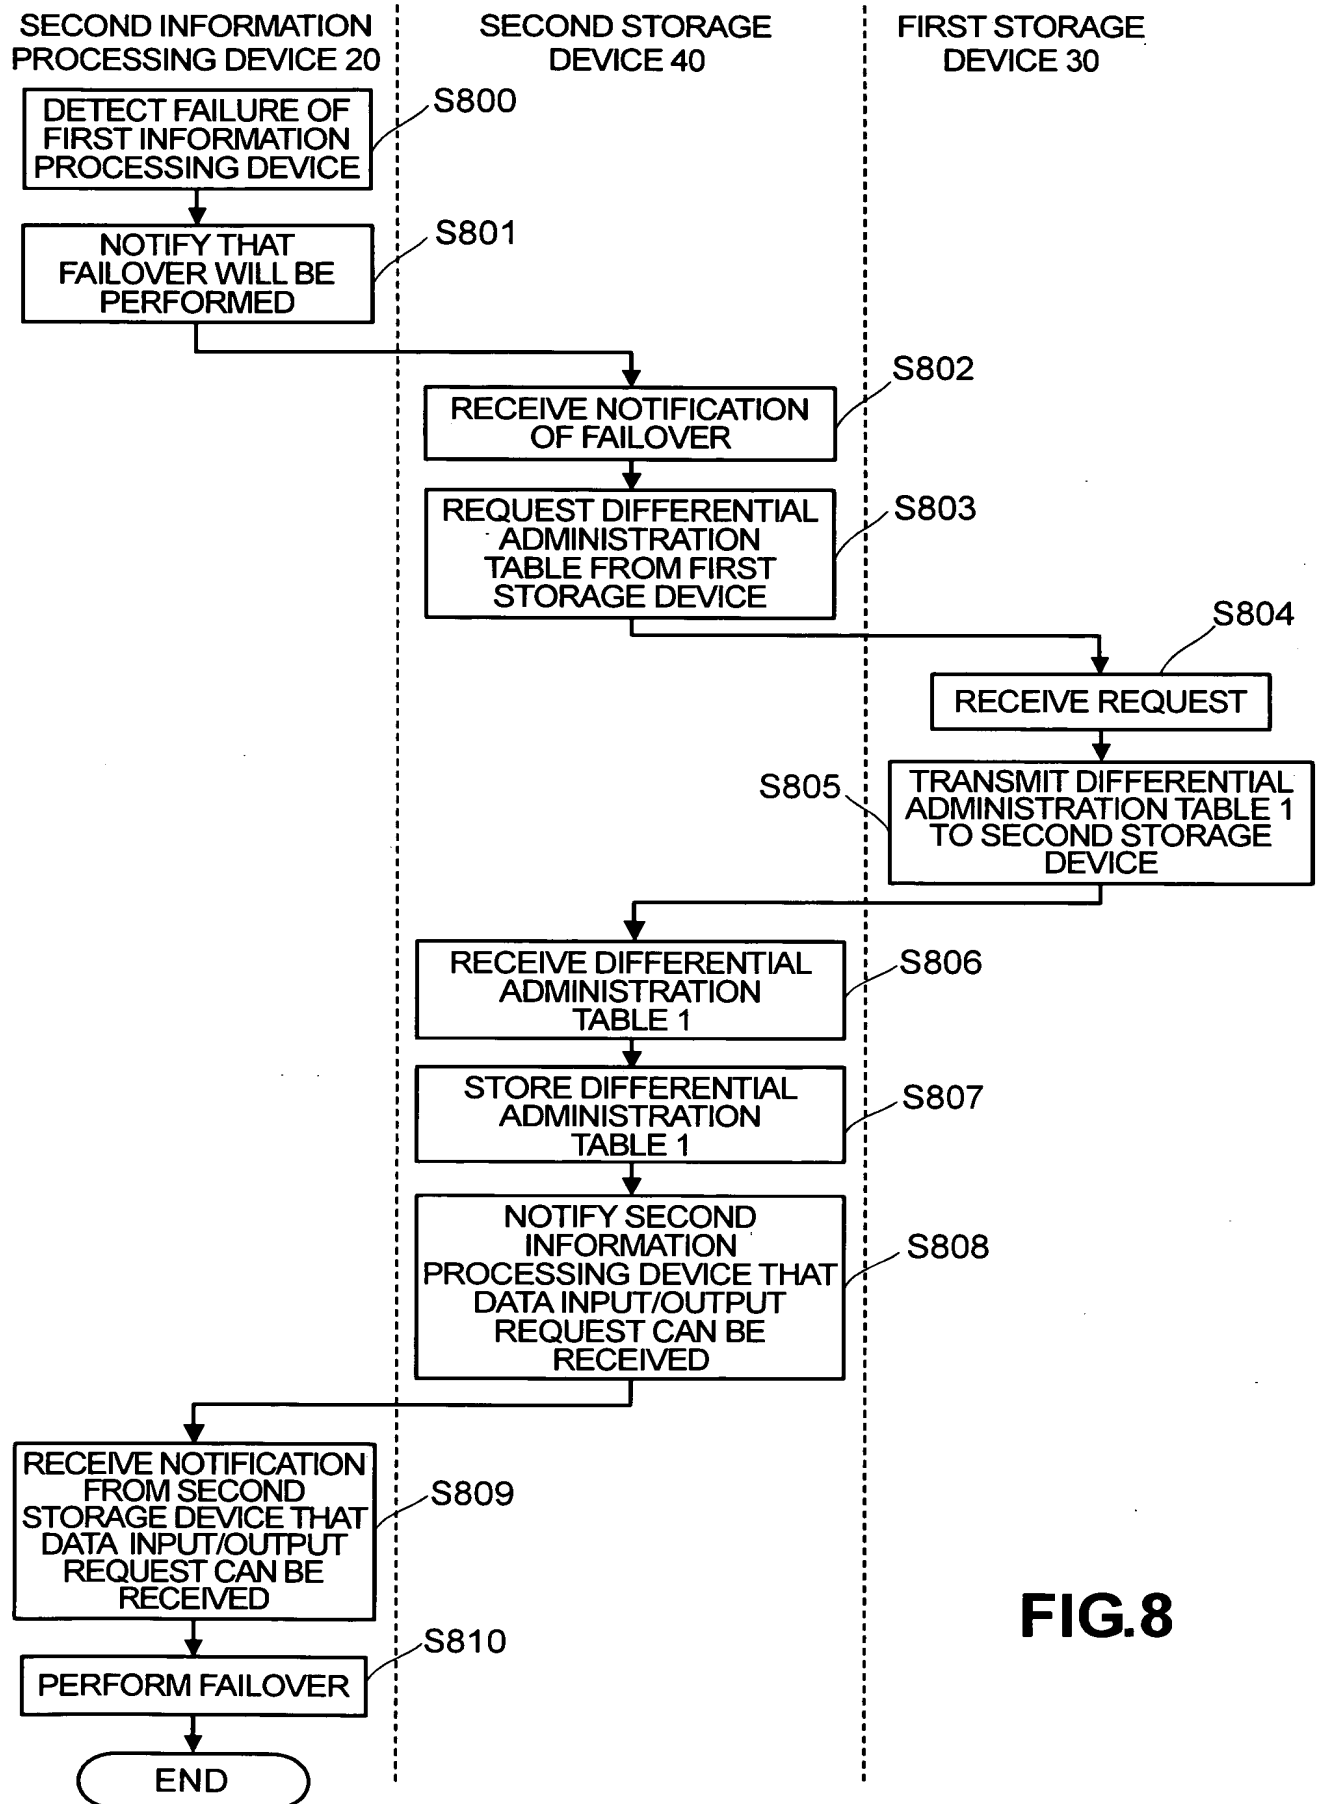 SECOND INFORMATION
PROCESSING DEVICE 20
SECOND STORAGE
DEVICE 40
FIRST STORAGE
DEVICE 30
DETECT FAILURE OF
FIRST INFORMATION
PROCESSING DEVICE
S800
NOTIFY THAT
FAILOVER WILL BE
PERFORMED
S801
RECEIVE NOTIFICATION
OF FAILOVER
S802
REQUEST DIFFERENTIAL
ADMINISTRATION
TABLE FROM FIRST
STORAGE DEVICE
S803
S804
RECEIVE REQUEST
S805
TRANSMIT DIFFERENTIAL
ADMINISTRATION TABLE 1
TO SECOND STORAGE
DEVICE
RECEIVE DIFFERENTIAL
ADMINISTRATION
TABLE 1
S806
STORE DIFFERENTIAL
ADMINISTRATION
TABLE 1
S807
NOTIFY SECOND
INFORMATION
PROCESSING DEVICE THAT
DATA INPUT/OUTPUT
REQUEST CAN BE
RECEIVED
S808
RECEIVE NOTIFICATION
FROM SECOND
STORAGE DEVICE THAT
DATA INPUT/OUTPUT
REQUEST CAN BE
RECEIVED
S809
PERFORM FAILOVER
S810
END
FIG.8